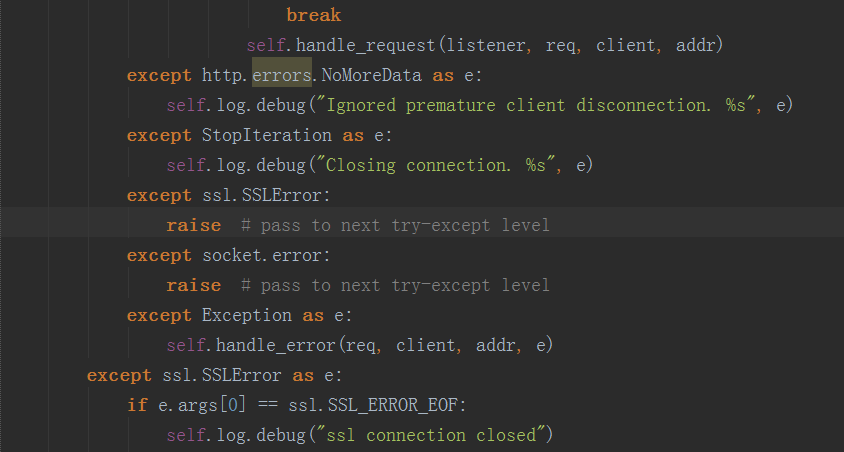 break
self.handle_request(listener, req, client, addr)
except http.errors.NoMoreData as e:
self.log.debug("Ignored premature client disconnection. %s", e)
except StopIteration as e:
self.log.debug("Closing connection. %s", e)
except ssl.SSLError:
raise  # pass to next try-except level
except socket.error:
raise  # pass to next try-except level
except Exception as e:
self.handle_error(req, client, addr, e)
except ssl.SSLError as e:
if e.args[0] == ssl.SSL_ERROR_EOF:
self.log.debug("ssl connection closed")